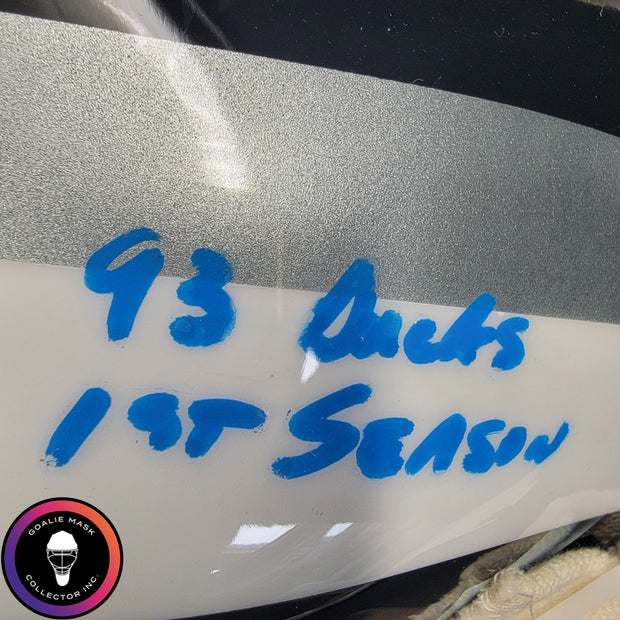 93 Ducks
1ST SEASON
GOALIE MASK
COLLECTOR INC.